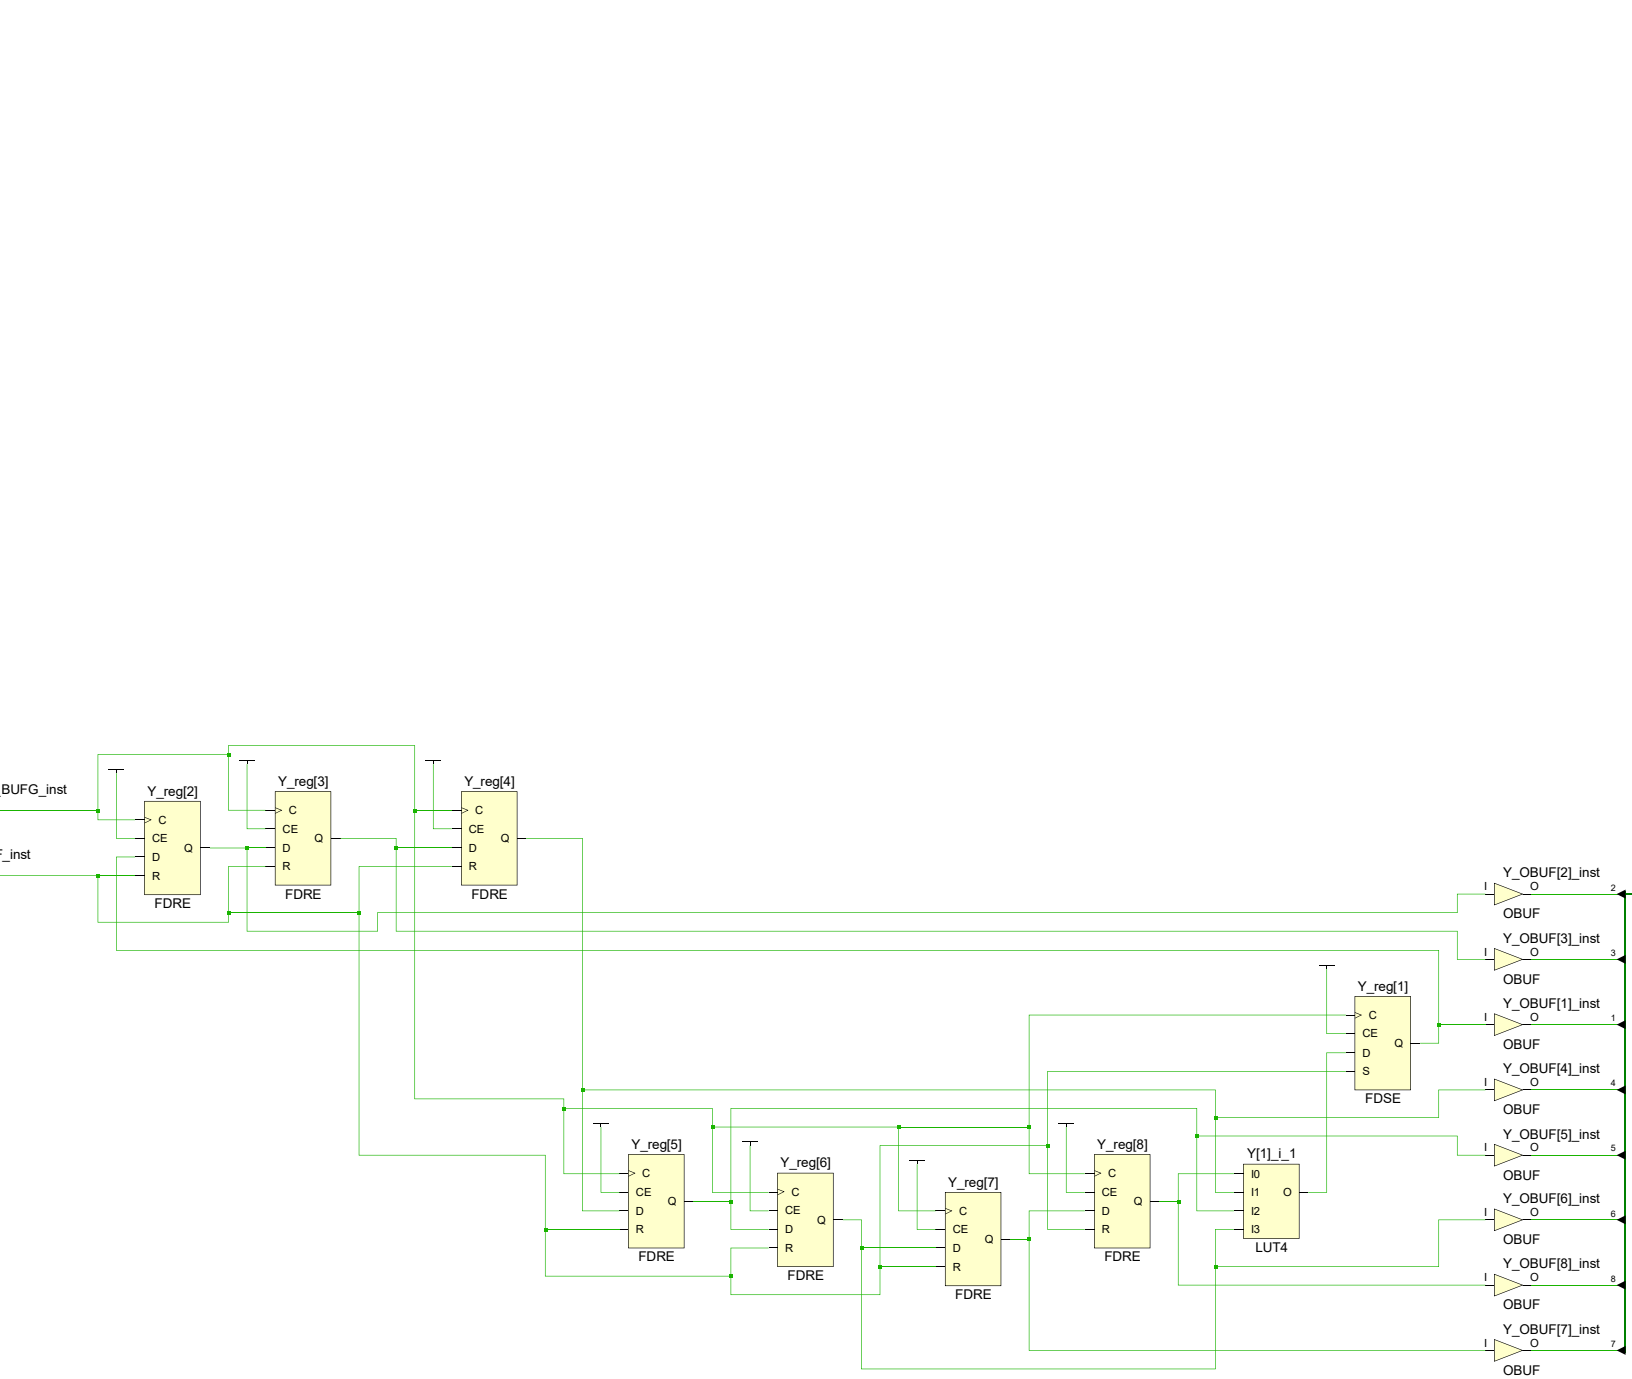 _BUFG_inst
F_inst
Y_reg[2]
C
CE
D
R
Q
FDRE
Y_reg[3]
C
CE
D
R
Q
FDRE
Y_reg[4]
C
CE
D
R
Q
FDRE
Y_reg[5]
C
CE
D
R
Q
FDRE
Y_reg[6]
C
CE
D
R
Q
FDRE
Y_reg[7]
C
CE
D
R
Q
FDRE
Y_reg[8]
C
CE
D
R
Q
FDRE
Y[1]_i_1
I0
I1
I2
I3
O
LUT4
Y_reg[1]
C
CE
D
S
Q
FDSE
Y_OBUF[2]_inst
I O 2
OBUF
Y_OBUF[3]_inst
I O 3
OBUF
Y_OBUF[1]_inst
I O 1
OBUF
Y_OBUF[4]_inst
I O 4
OBUF
Y_OBUF[5]_inst
I O 5
OBUF
Y_OBUF[6]_inst
I O 6
OBUF
Y_OBUF[8]_inst
I O 8
OBUF
Y_OBUF[7]_inst
I O 7
OBUF